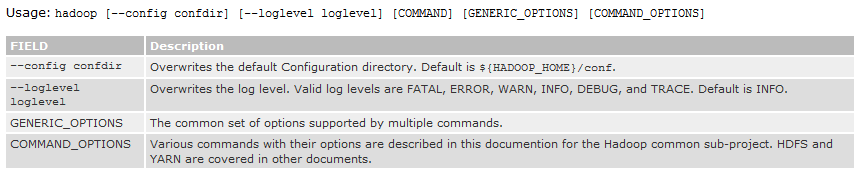 Usage: hadoop [--config confdir] [--loglevel loglevel] [COMMAND] [GENERIC_OPTIONS] [COMMAND_OPTIONS]
FIELD Description
--config confdir Overwrites the default Configuration directory. Default is ${HADOOP_HOME}/conf.
--loglevel Overwrites the log level. Valid log levels are FATAL, ERROR, WARN, INFO, DEBUG, and TRACE. Default is INFO.
loglevel
GENERIC_OPTIONS The common set of options supported by multiple commands.
COMMAND_OPTIONS Various commands with their options are described in this documention for the Hadoop common sub-project. HDFS and
YARN are covered in other documents.